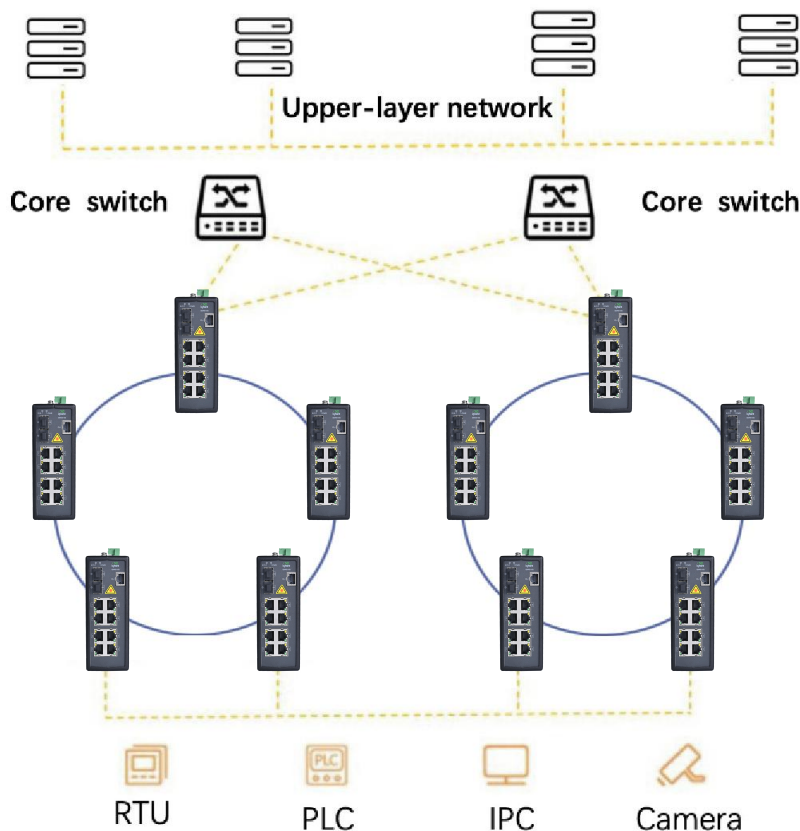 Upper-layer network
Core switch
Core switch
PLC
RTU
PLC
IPC
Camera